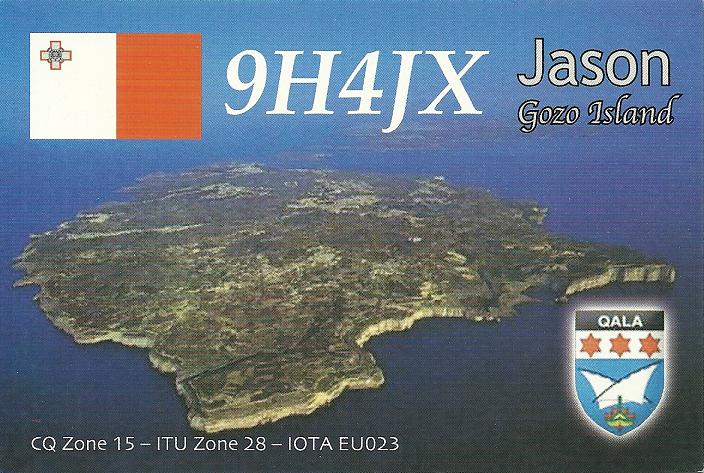 9H4JX
Jason
Gozo Island
QALA
CQ Zone 15 – ITU Zone 28 – IOTA EU023